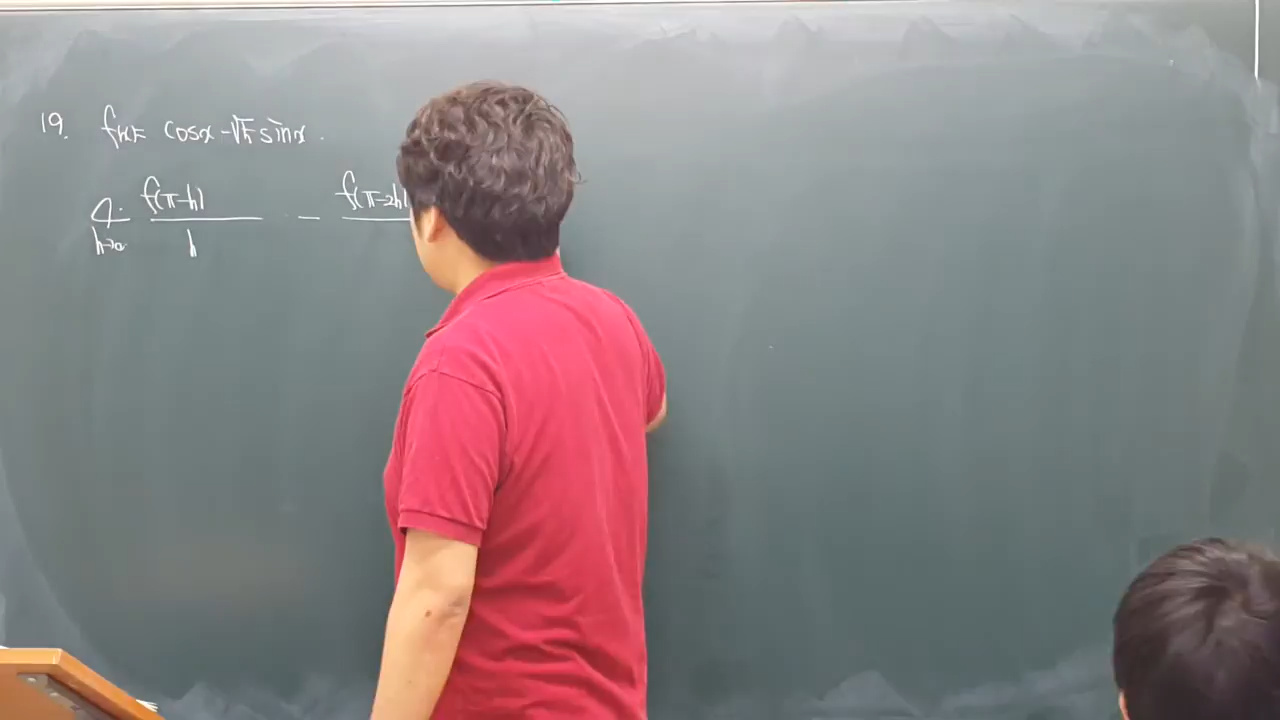 19. f(x)= cosx - √3 sinx.
lim h→0 f(π-h) / h - f(π-2h)